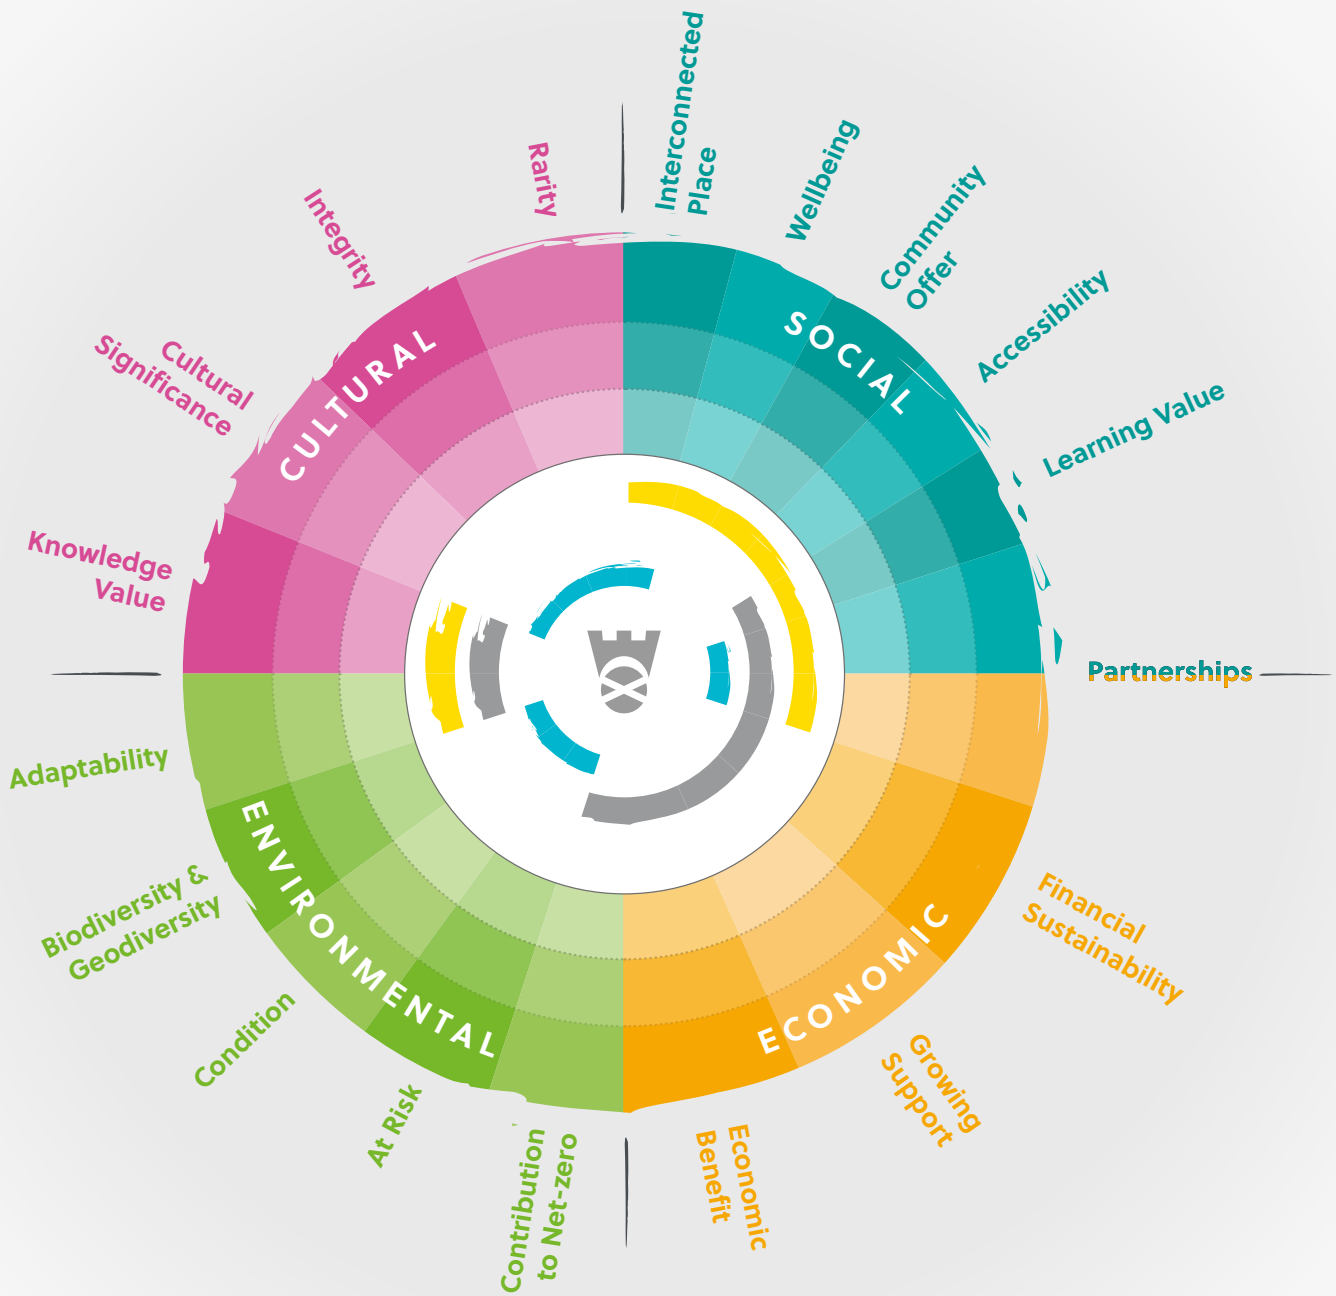 Interconnected
Place
Wellbeing
Community
Offer
Accessibility
Learning Value
Partnerships
Financial
Sustainability
Growing
Support
Economic
Benefit
Contribution
to Net-zero
At Risk
Condition
Biodiversity &
Geodiversity
Adaptability
Knowledge
Value
Cultural
Significance
Integrity
Rarity
SOCIAL
ECONOMIC
ENVIRONMENTAL
CULTURAL